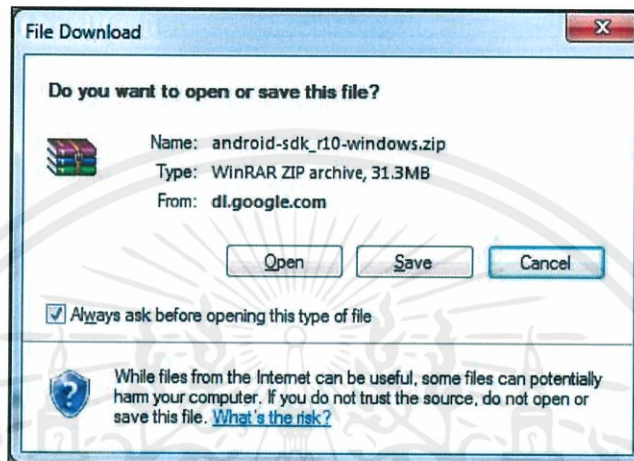 File Download
Do you want to open or save this file?
Name: android-sdk_r10-windows.zip
Type: WinRAR ZIP archive, 31.3MB
From: dl.google.com
Open Save Cancel
Always ask before opening this type of file
While files from the Internet can be useful, some files can potentially
harm your computer. If you do not trust the source, do not open or
save this file. What's the risk?